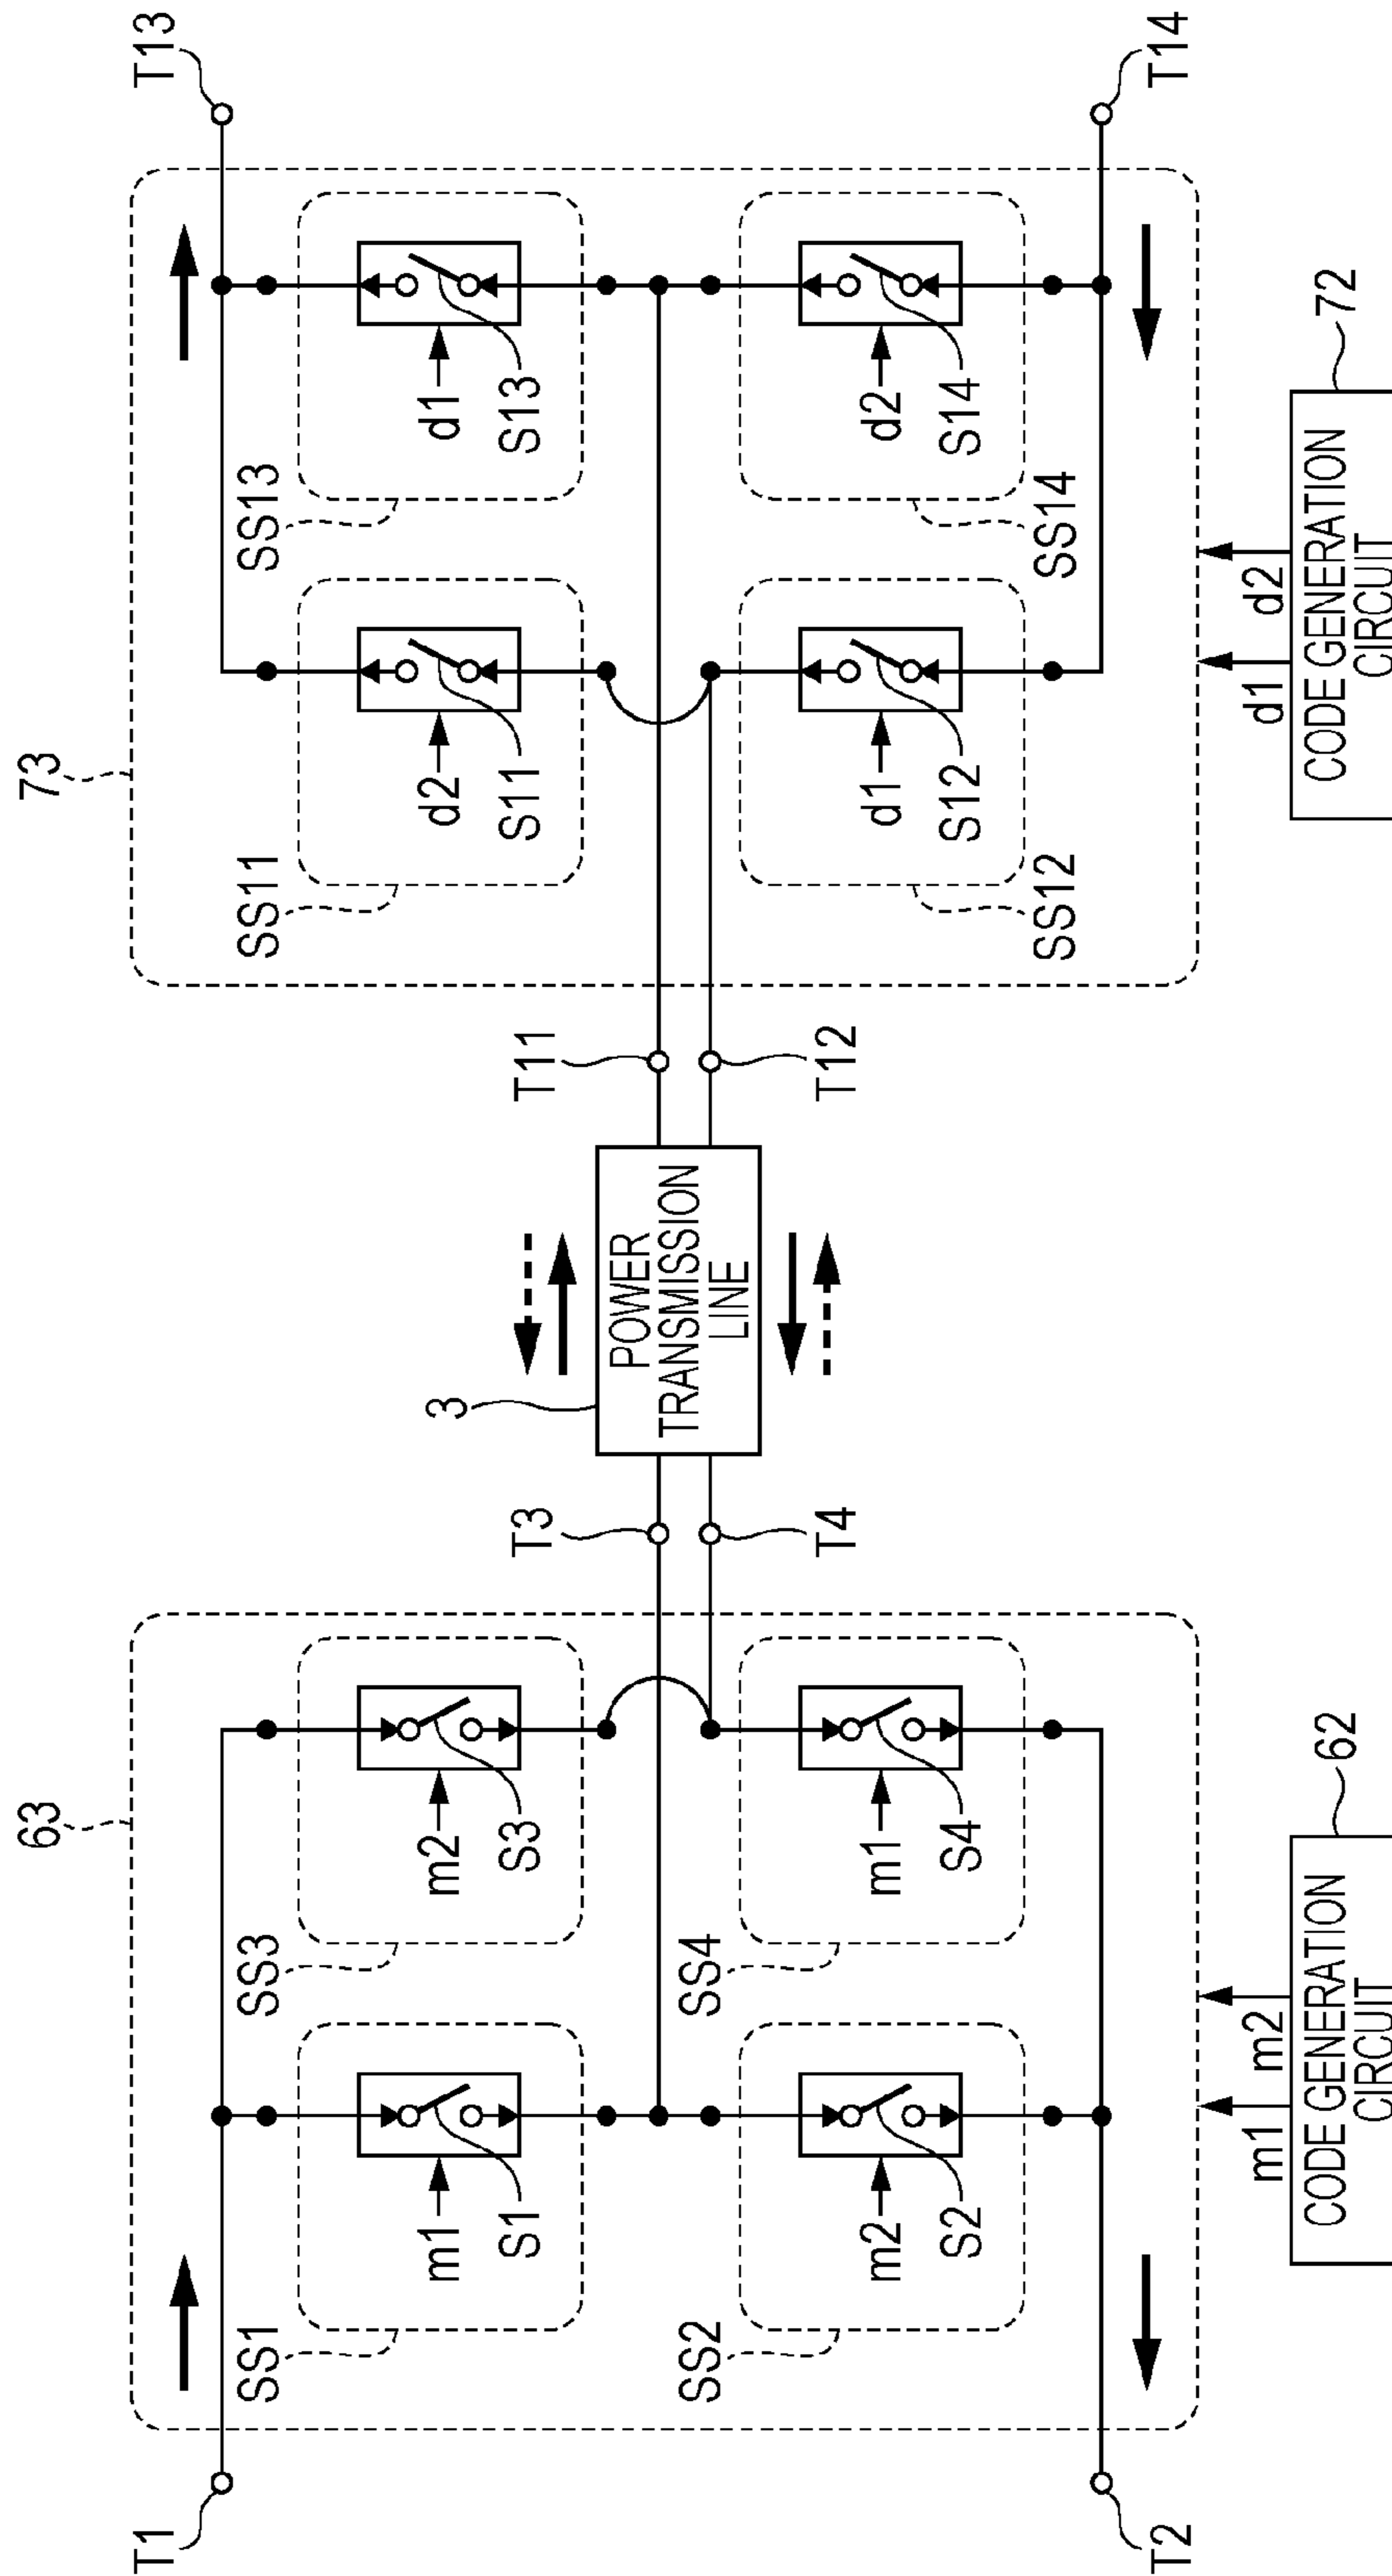 63
73
T1
T13
SS1
SS3
SS11
SS13
m1
m2
d2
d1
S1
S3
S11
S13
T3
T11
3
POWER
TRANSMISSION
LINE
T4
T12
SS2
SS4
m2
m1
d1
d2
S2
S4
S12
S14
SS12
SS14
T2
T14
m1
m2
d1
d2
62
72
CODE GENERATION
CIRCUIT
CODE GENERATION
CIRCUIT